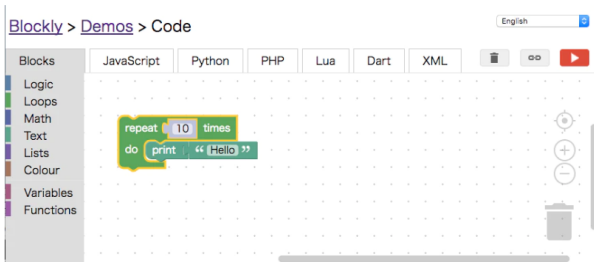 Blockly > Demos > Code
English
Blocks JavaScript Python PHP Lua Dart XML
Logic
Loops
Math
Text
Lists
Colour
Variables
Functions
repeat 10 times
do print “ Hello ”